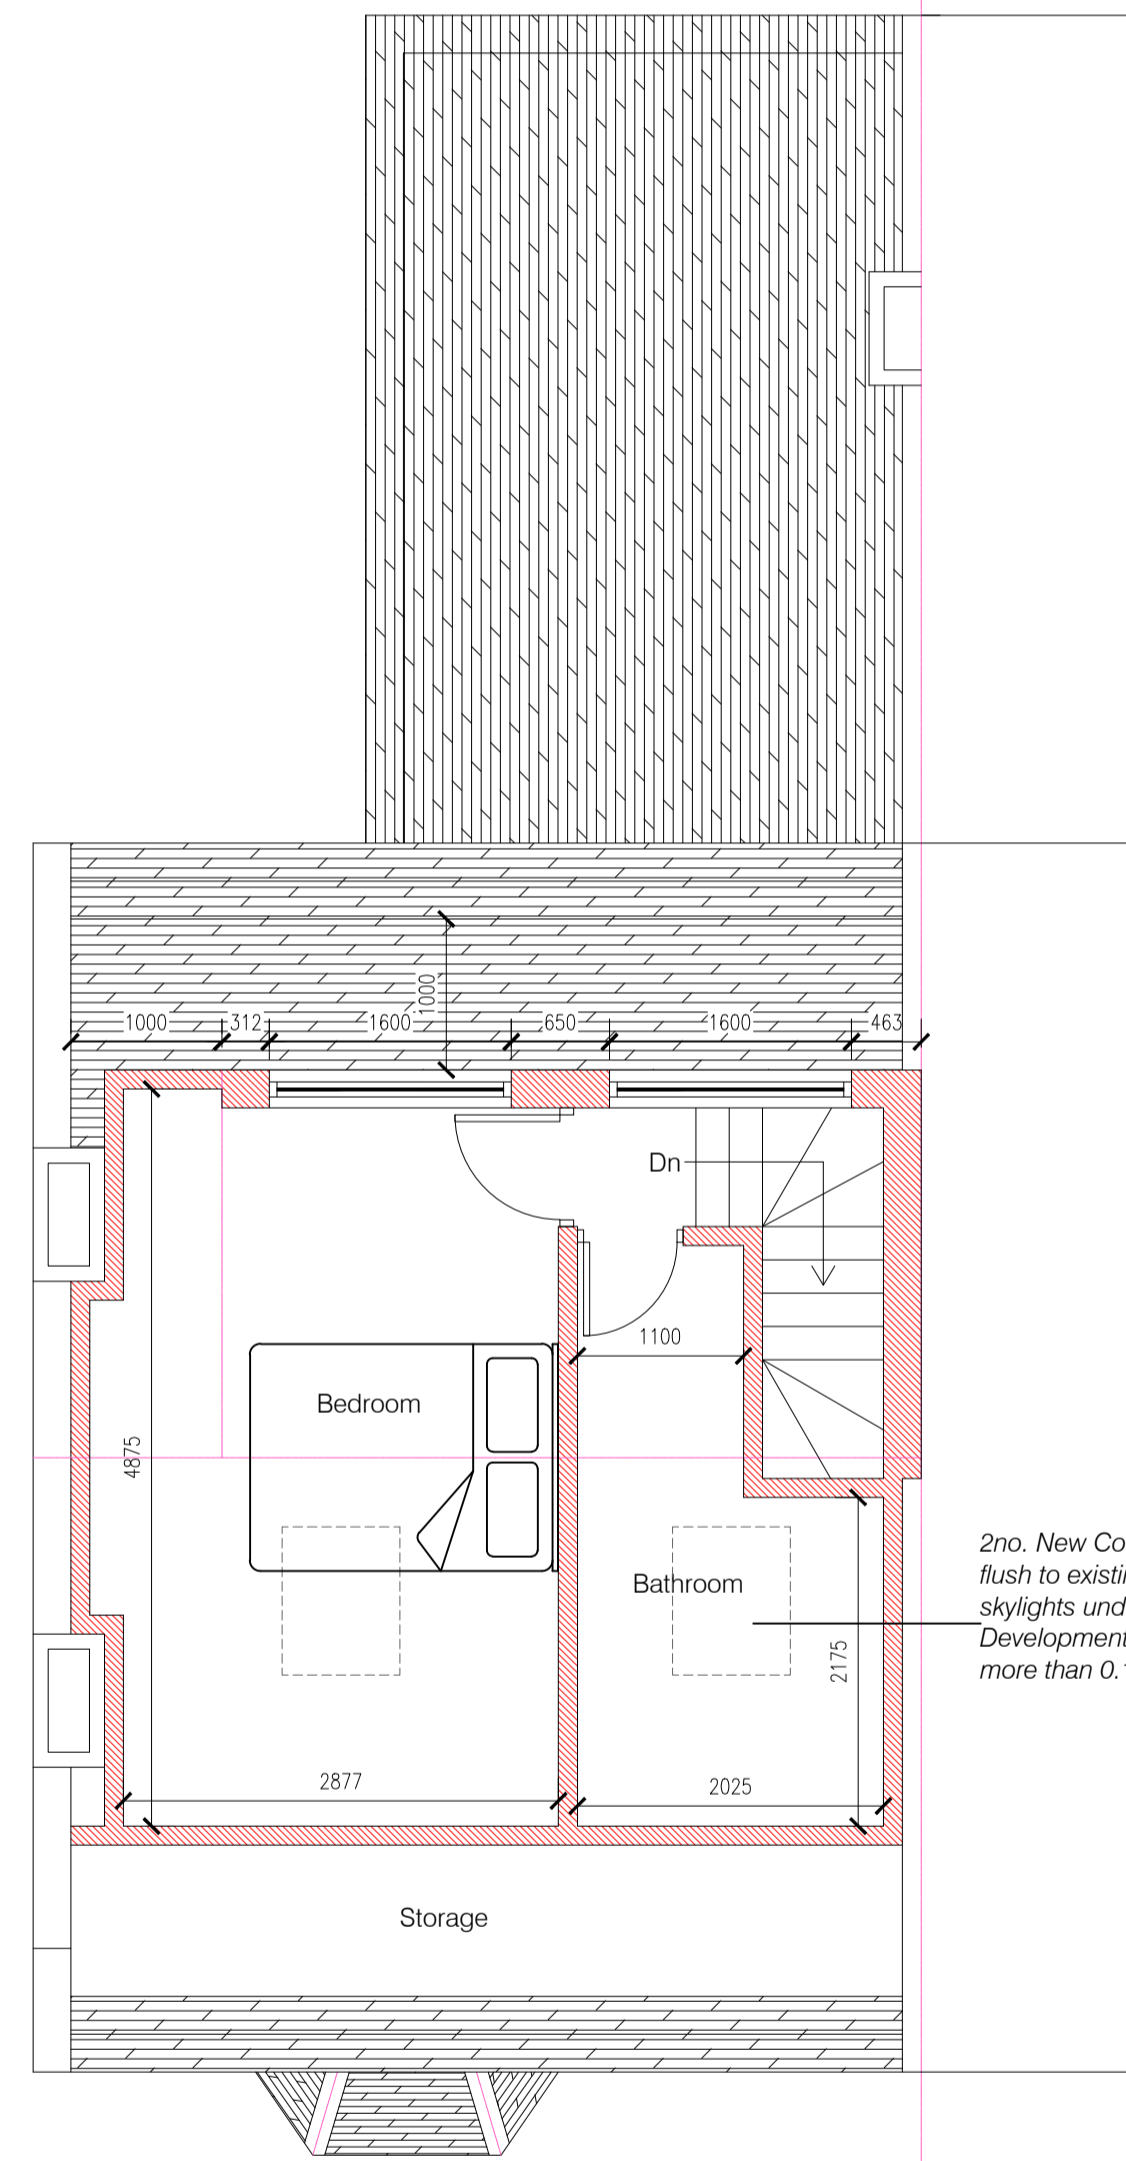 1000
1000
312
1600
650
1600
463
Dn
1100
Bedroom
4875
2no. New Co
flush to existi
skylights und
Bathroom
Development
2175
more than 0.
2877
2025
Storage